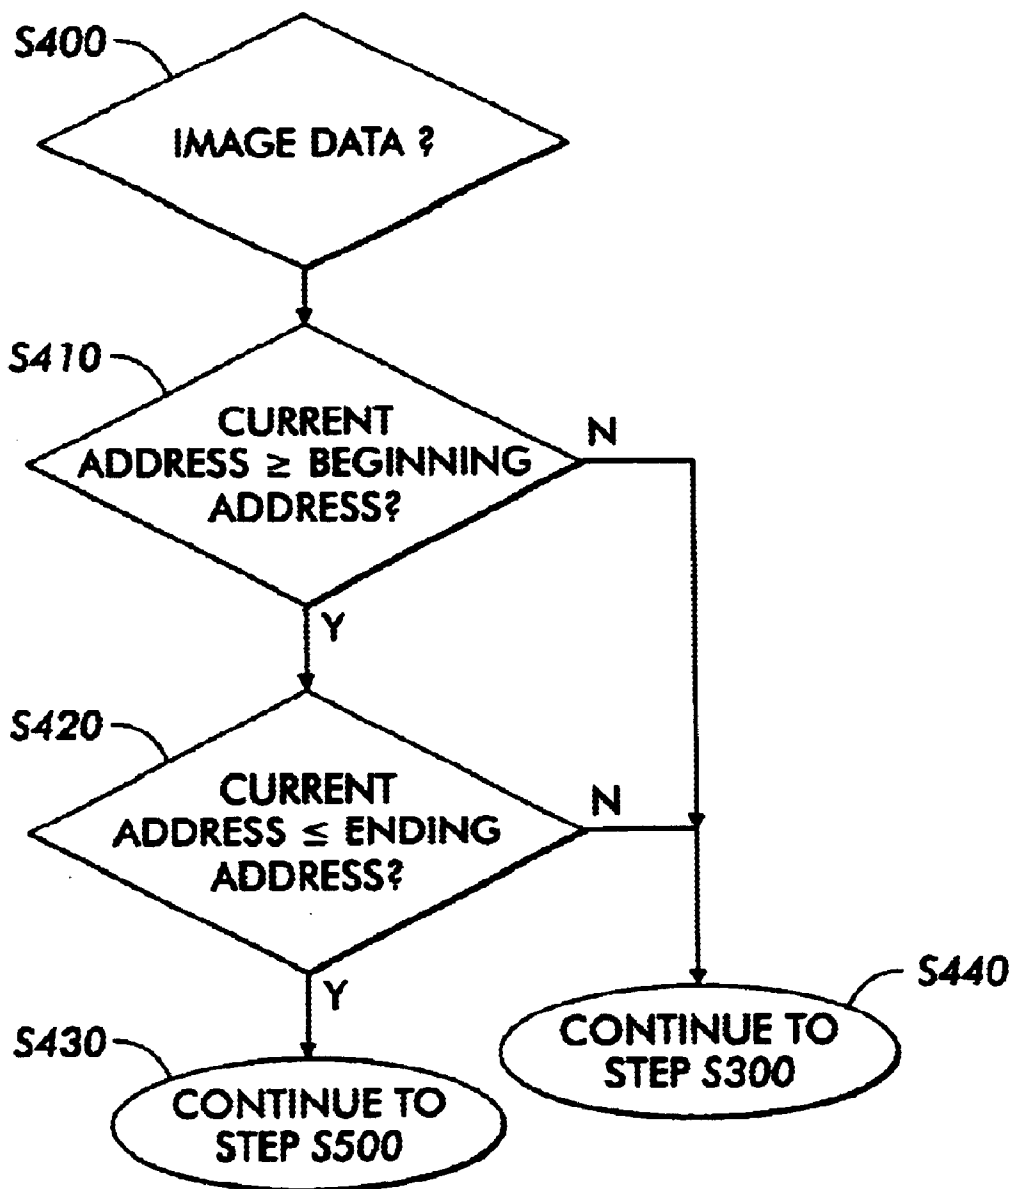 S400
IMAGE DATA ?
S410
CURRENT
ADDRESS ≥ BEGINNING
ADDRESS?
N
Y
S420
CURRENT
ADDRESS ≤ ENDING
ADDRESS?
N
Y
S430
CONTINUE TO
STEP S500
S440
CONTINUE TO
STEP S300